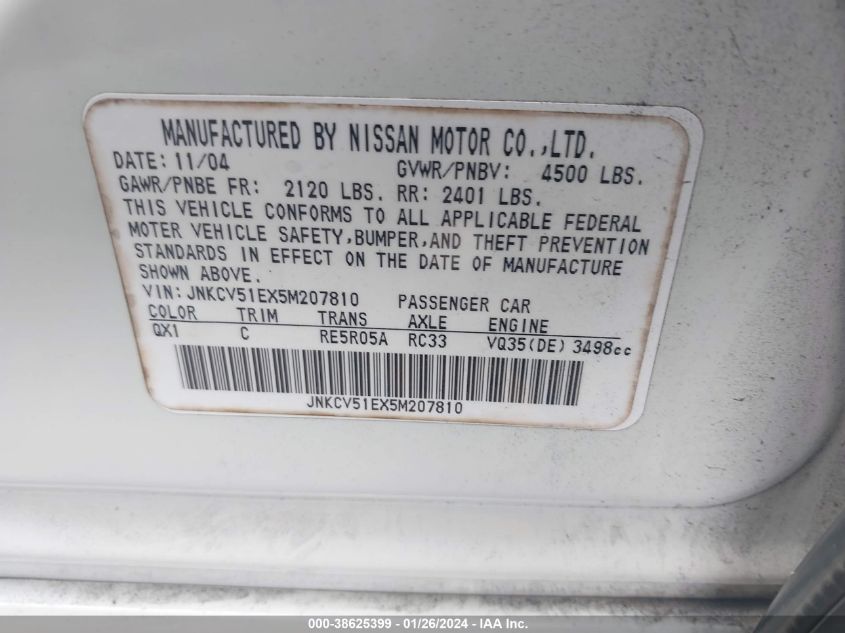 MANUFACTURED BY NISSAN MOTOR CO.,LTD.
DATE: 11/04 GVWR/PNBV: 4500 LBS.
GAWR/PNBE FR: 2120 LBS. RR: 2401 LBS.
THIS VEHICLE CONFORMS TO ALL APPLICABLE FEDERAL
MOTER VEHICLE SAFETY,BUMPER,AND THEFT PREVENTION
STANDARDS IN EFFECT ON THE DATE OF MANUFACTURE
SHOWN ABOVE.
VIN: JNKCV51EX5M207810 PASSENGER CAR
COLOR TRIM TRANS AXLE ENGINE
QX1 C RE5R05A RC33 VQ35(DE) 3498cc
JNKCV51EX5M207810
000-38625399 | 01/26/2024 | IAA Inc.